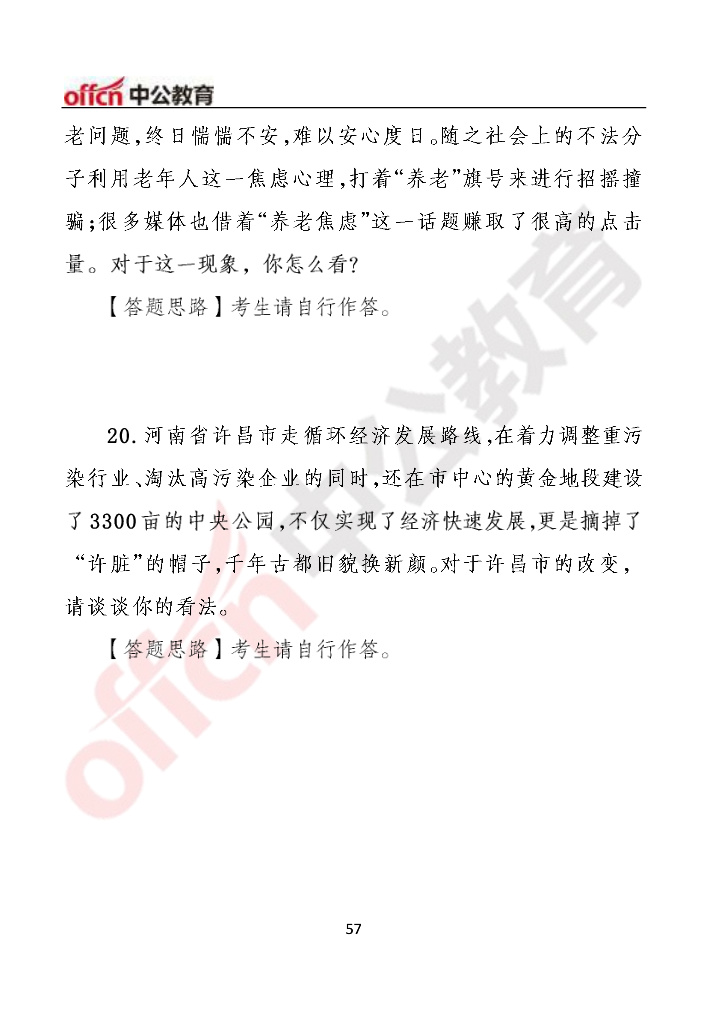 offcn 中公教育
老问题,终日惴惴不安,难以安心度日。随之社会上的不法分
子利用老年人这一焦虑心理,打着“养老”旗号来进行招摇撞
骗;很多媒体也借着“养老焦虑”这一话题赚取了很高的点击
量。对于这一现象，你怎么看?
【答题思路】考生请自行作答。
20. 河南省许昌市走循环经济发展路线,在着力调整重污
染行业、淘汰高污染企业的同时,还在市中心的黄金地段建设
了 3300 亩的中央公园,不仅实现了经济快速发展,更是摘掉了
“许脏”的帽子,千年古都旧貌换新颜。对于许昌市的改变，
请谈谈你的看法。
【答题思路】考生请自行作答。
offcn 中公教育
57